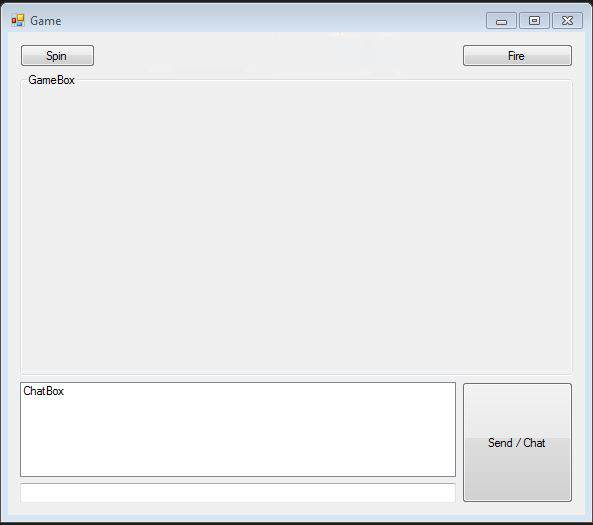 Game
Spin
Fire
GameBox
ChatBox
Send / Chat